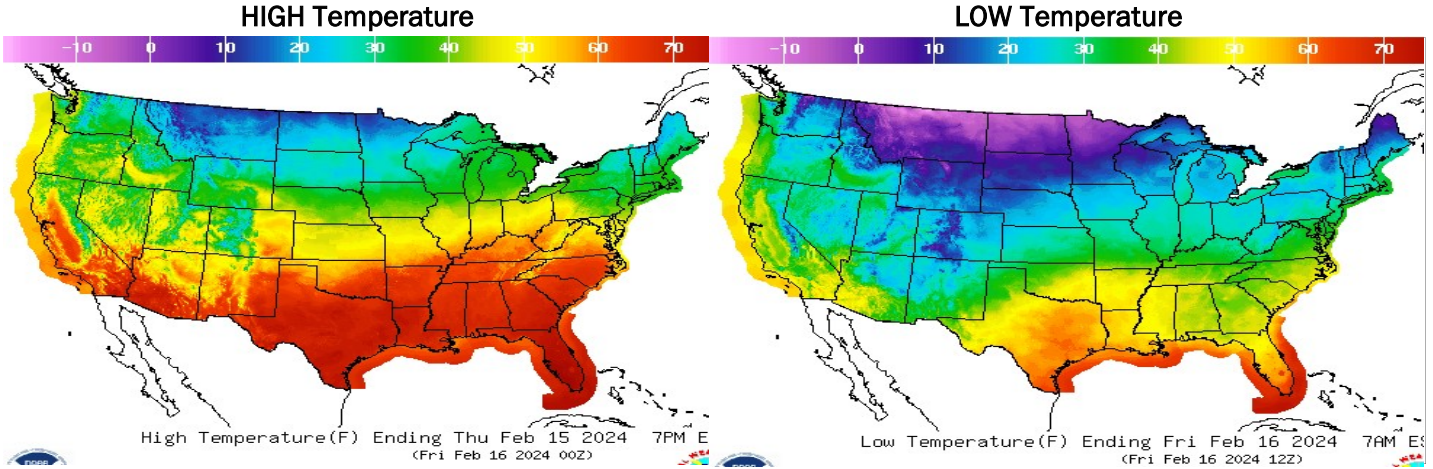 HIGH Temperature
-10 0 10 20 30 40 50 60 70
High Temperature(F) Ending Thu Feb 15 2024 7PM E
(Fri Feb 16 2024 00Z)
LOW Temperature
-10 0 10 20 30 40 50 60 70
Low Temperature(F) Ending Fri Feb 16 2024 7AM ES
(Fri Feb 16 2024 12Z)